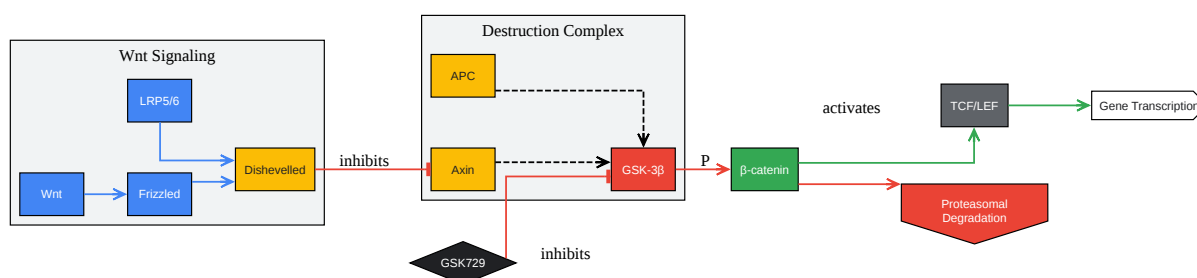 Destruction Complex
Wnt Signaling
APC
LRP5/6
activates
TCF/LEF
Gene Transcription
inhibits
P
Dishevelled
Axin
GSK-3β
β-catenin
Wnt
Frizzled
Proteasomal
Degradation
inhibits
GSK729